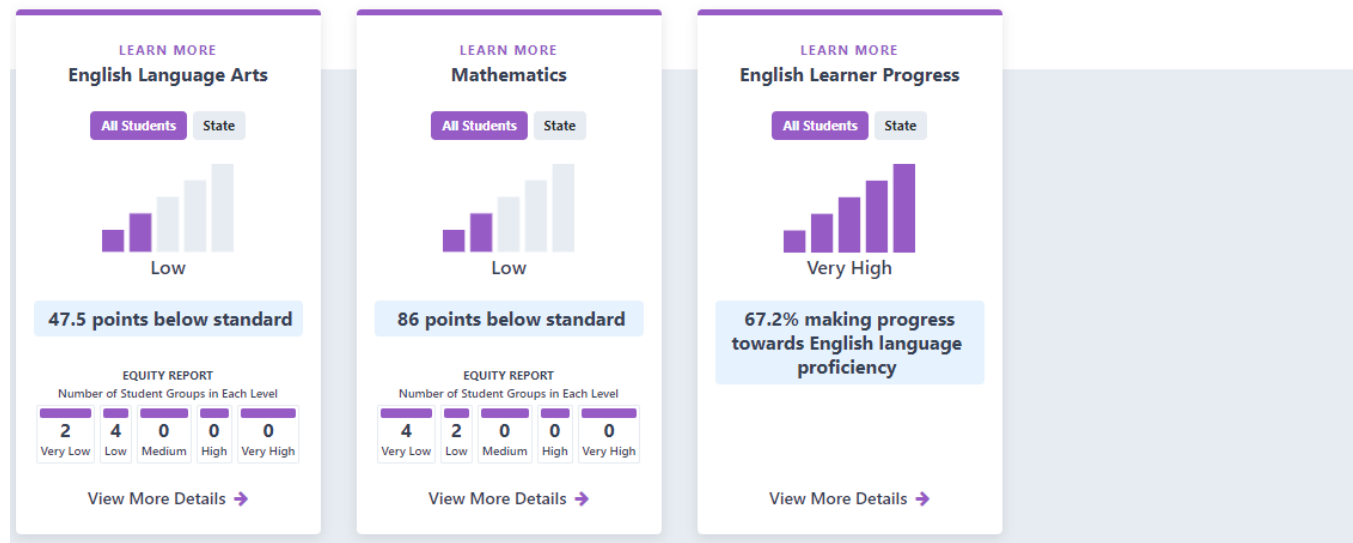 LEARN MORE
English Language Arts
All Students State
Low
47.5 points below standard
EQUITY REPORT
Number of Student Groups in Each Level
2 4 0 0 0
Very Low Low Medium High Very High
View More Details
LEARN MORE
Mathematics
All Students State
Low
86 points below standard
EQUITY REPORT
Number of Student Groups in Each Level
4 2 0 0 0
Very Low Low Medium High Very High
View More Details
LEARN MORE
English Learner Progress
All Students State
Very High
67.2% making progress
towards English language
proficiency
View More Details